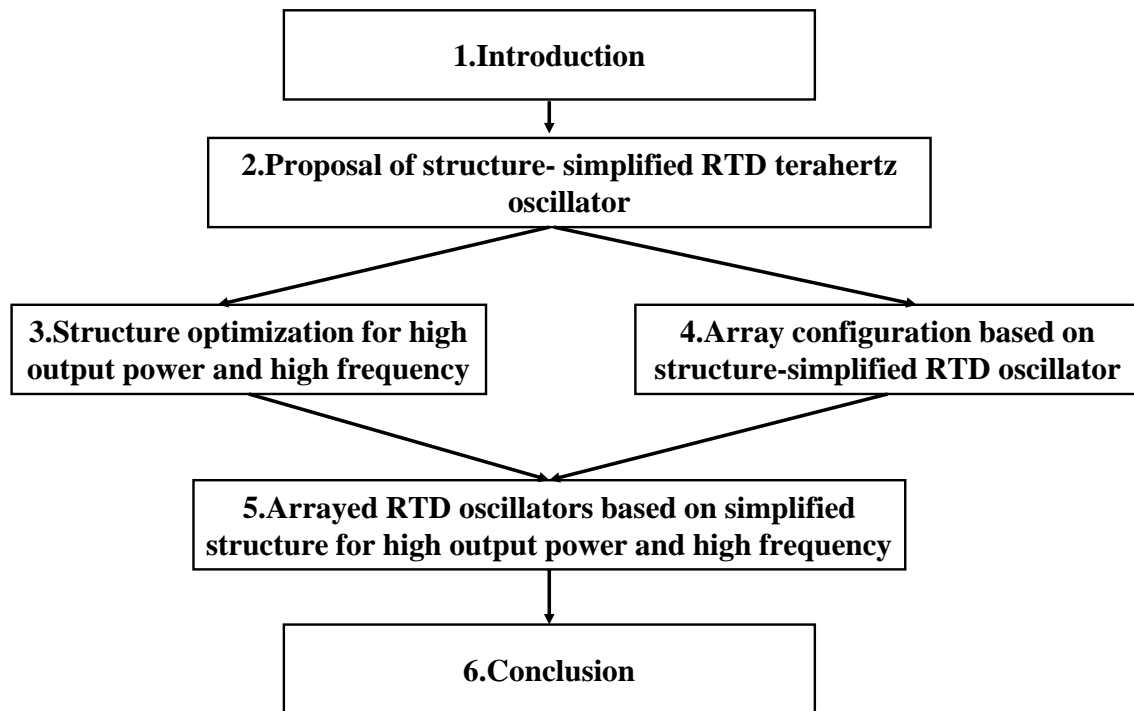 1.Introduction
2.Proposal of structure- simplified RTD terahertz
oscillator
3.Structure optimization for high
output power and high frequency
4.Array configuration based on
structure-simplified RTD oscillator
5.Arrayed RTD oscillators based on simplified
structure for high output power and high frequency
6.Conclusion